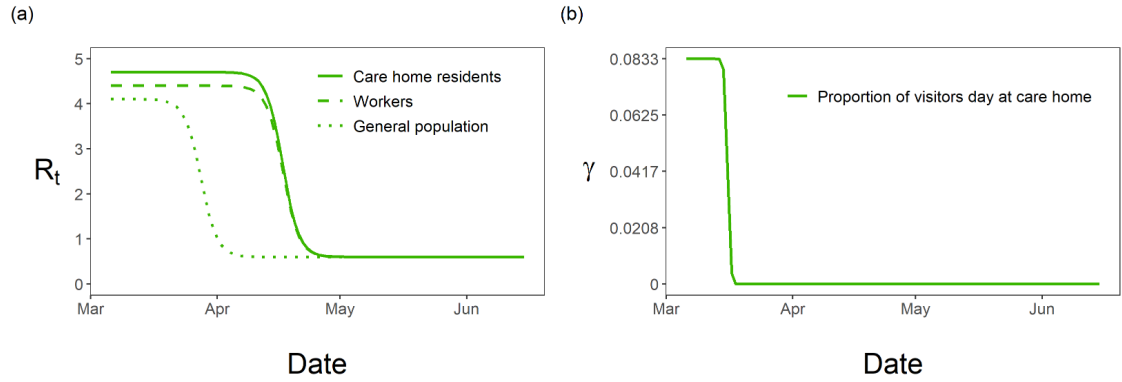 (a)
5
4
3
2
1
0
R_t
Mar
Apr
May
Jun
Date
Care home residents
Workers
General population
(b)
0.0833
0.0625
0.0417
0.0208
0
γ
Mar
Apr
May
Jun
Date
Proportion of visitors day at care home